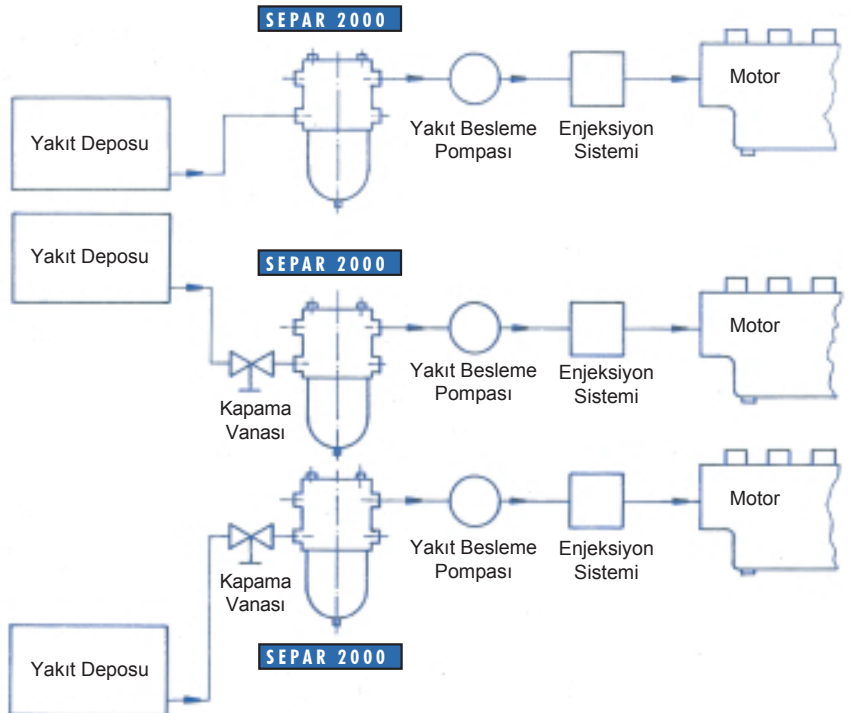 SEPAR 2000
Motor
Yakıt Deposu
Yakıt Besleme
Pompası
Enjeksiyon
Sistemi
Yakıt Deposu
SEPAR 2000
Motor
Yakıt Besleme
Pompası
Enjeksiyon
Sistemi
Kapama
Vanası
Motor
Yakıt Besleme
Pompası
Enjeksiyon
Sistemi
Kapama
Vanası
Yakıt Deposu
SEPAR 2000